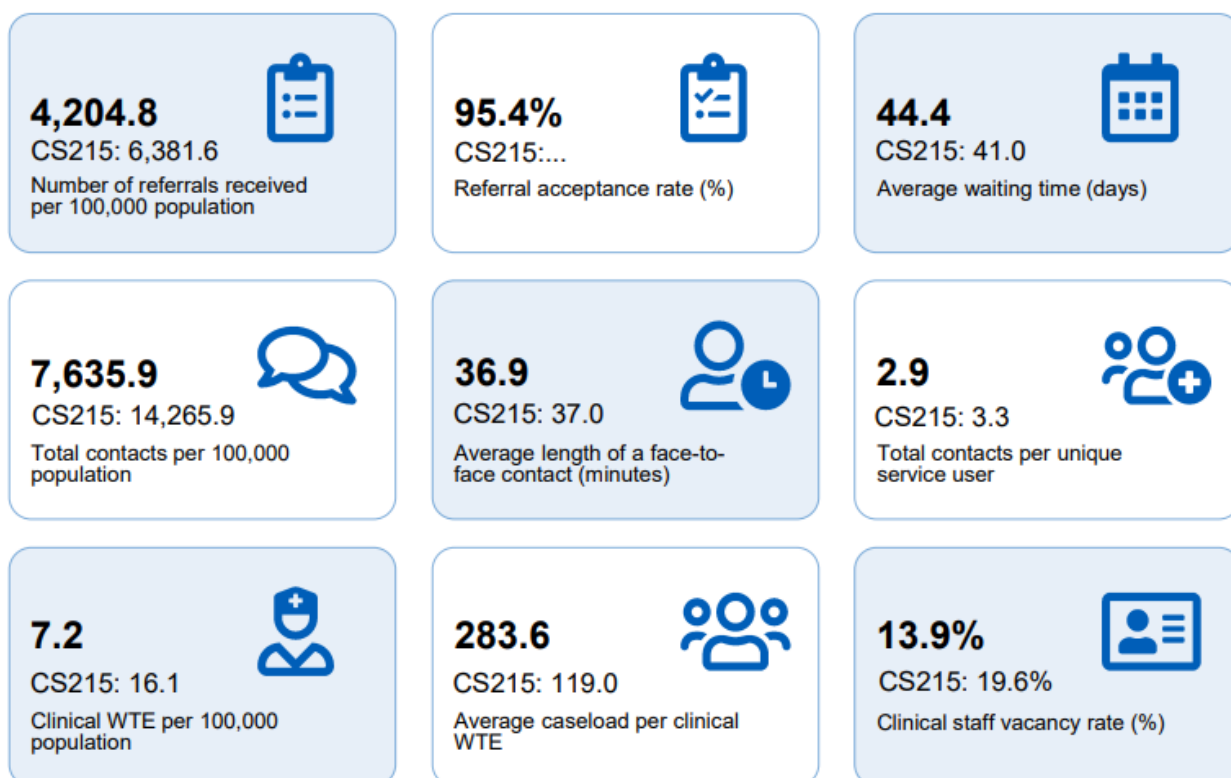 4,204.8
CS215: 6,381.6
Number of referrals received
per 100,000 population
95.4%
CS215:...
Referral acceptance rate (%)
44.4
CS215: 41.0
Average waiting time (days)
7,635.9
CS215: 14,265.9
Total contacts per 100,000
population
36.9
CS215: 37.0
Average length of a face-to-
face contact (minutes)
2.9
CS215: 3.3
Total contacts per unique
service user
7.2
CS215: 16.1
Clinical WTE per 100,000
population
283.6
CS215: 119.0
Average caseload per clinical
WTE
13.9%
CS215: 19.6%
Clinical staff vacancy rate (%)